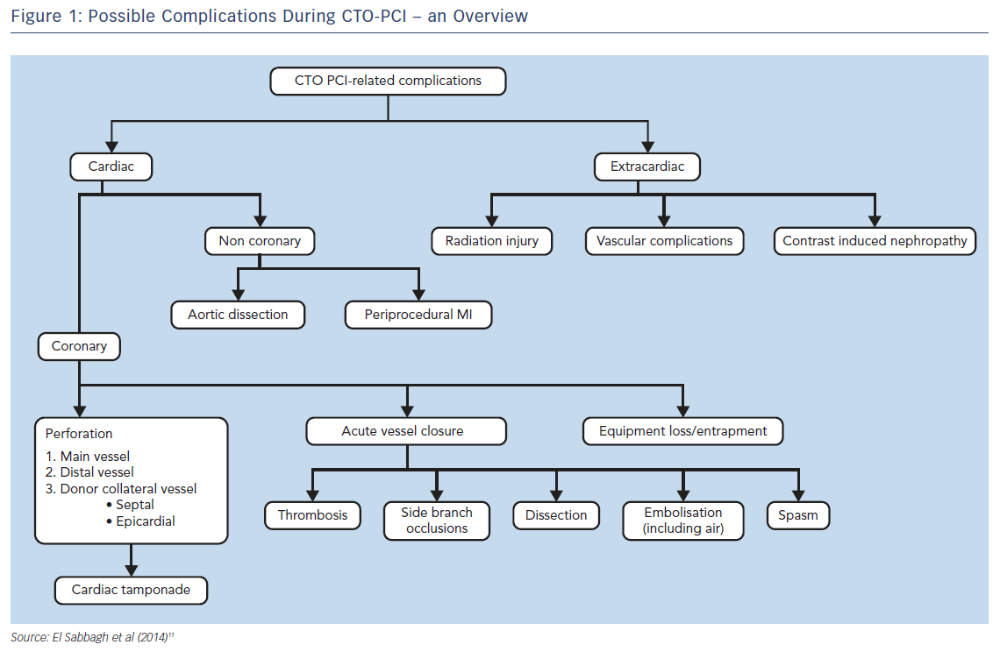 Figure 1: Possible Complications During CTO-PCI – an Overview
CTO PCI-related complications
Cardiac
Extracardiac
Non coronary
Radiation injury
Vascular complications
Contrast induced nephropathy
Aortic dissection
Periprocedural MI
Coronary
Perforation
1. Main vessel
2. Distal vessel
3. Donor collateral vessel
• Septal
• Epicardial
Acute vessel closure
Equipment loss/entrapment
Thrombosis
Side branch
occlusions
Dissection
Embolisation
(including air)
Spasm
Cardiac tamponade
Source: El Sabbagh et al (2014)¹¹